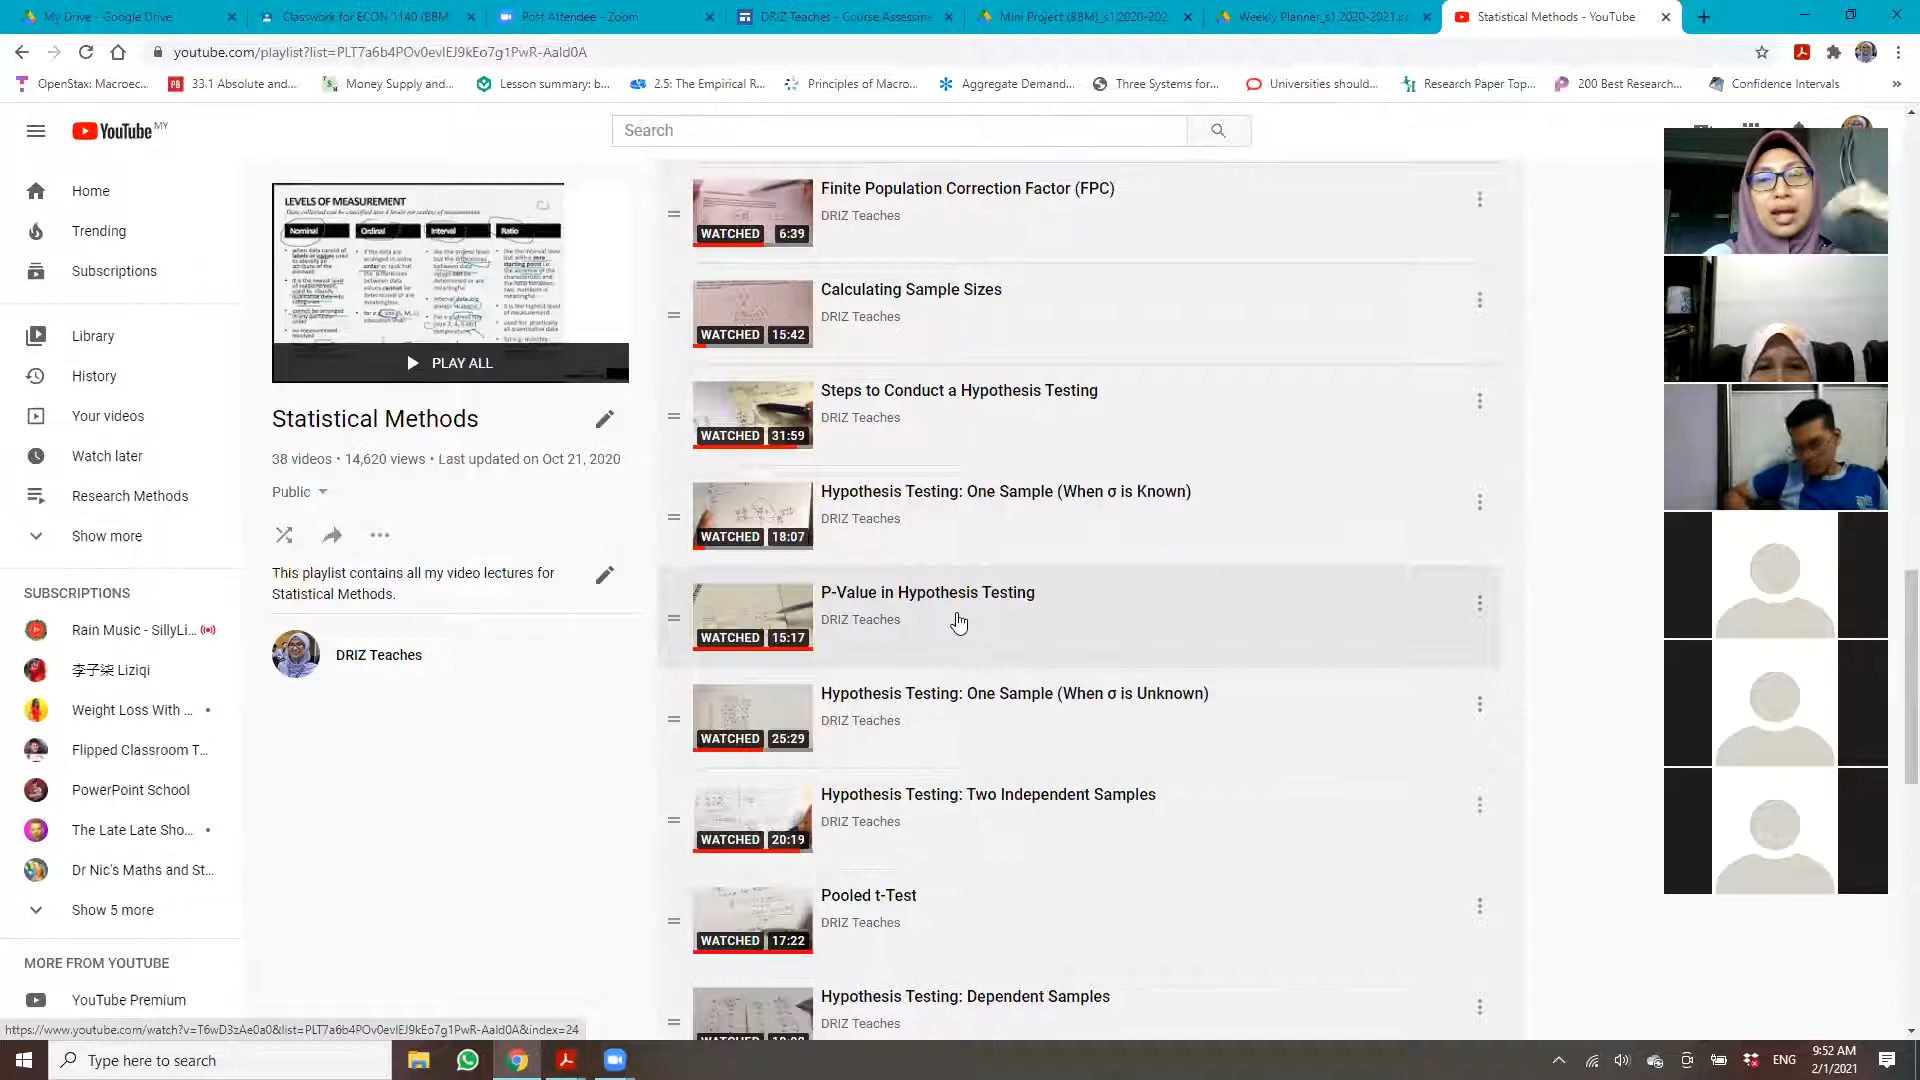 My Drive - Google Drive
Classwork for ECON 1140 (BBM
Post Attendee - Zoom
DRIZ Teaches - Course Assessme
Mini Project (BBM)_s1,2020-202
Weekly Planner_s1,2020-2021.pc
Statistical Methods - YouTube
youtube.com/playlist?list=PLT7a6b4POv0evIEJ9kEo7g1PwR-Aald0A
OpenStax: Macroec...
33.1 Absolute and...
Money Supply and...
Lesson summary: b...
2.5: The Empirical R...
Principles of Macro...
Aggregate Demand...
Three Systems for...
Universities should...
Research Paper Top...
200 Best Research...
Confidence Intervals
YouTube MY
Search
Home
Trending
Subscriptions
Library
History
Your videos
Watch later
Research Methods
Show more
SUBSCRIPTIONS
Rain Music - SillyLi...
李子柒 Liziqi
Weight Loss With ...
Flipped Classroom T...
PowerPoint School
The Late Late Sho...
Dr Nic's Maths and St...
Show 5 more
MORE FROM YOUTUBE
YouTube Premium
LEVELS OF MEASUREMENT
Nominal
Ordinal
Interval
Ratio
PLAY ALL
Statistical Methods
38 videos • 14,620 views • Last updated on Oct 21, 2020
Public
This playlist contains all my video lectures for
Statistical Methods.
DRIZ Teaches
Finite Population Correction Factor (FPC)
DRIZ Teaches
WATCHED 6:39
Calculating Sample Sizes
DRIZ Teaches
WATCHED 15:42
Steps to Conduct a Hypothesis Testing
DRIZ Teaches
WATCHED 31:59
Hypothesis Testing: One Sample (When σ is Known)
DRIZ Teaches
WATCHED 18:07
P-Value in Hypothesis Testing
DRIZ Teaches
WATCHED 15:17
Hypothesis Testing: One Sample (When σ is Unknown)
DRIZ Teaches
WATCHED 25:29
Hypothesis Testing: Two Independent Samples
DRIZ Teaches
WATCHED 20:19
Pooled t-Test
DRIZ Teaches
WATCHED 17:22
Hypothesis Testing: Dependent Samples
DRIZ Teaches
https://www.youtube.com/watch?v=T6wD3zAe0a0&list=PLT7a6b4POv0evIEJ9kEo7g1PwR-Aald0A&index=24
Type here to search
ENG
9:52 AM
2/1/2021